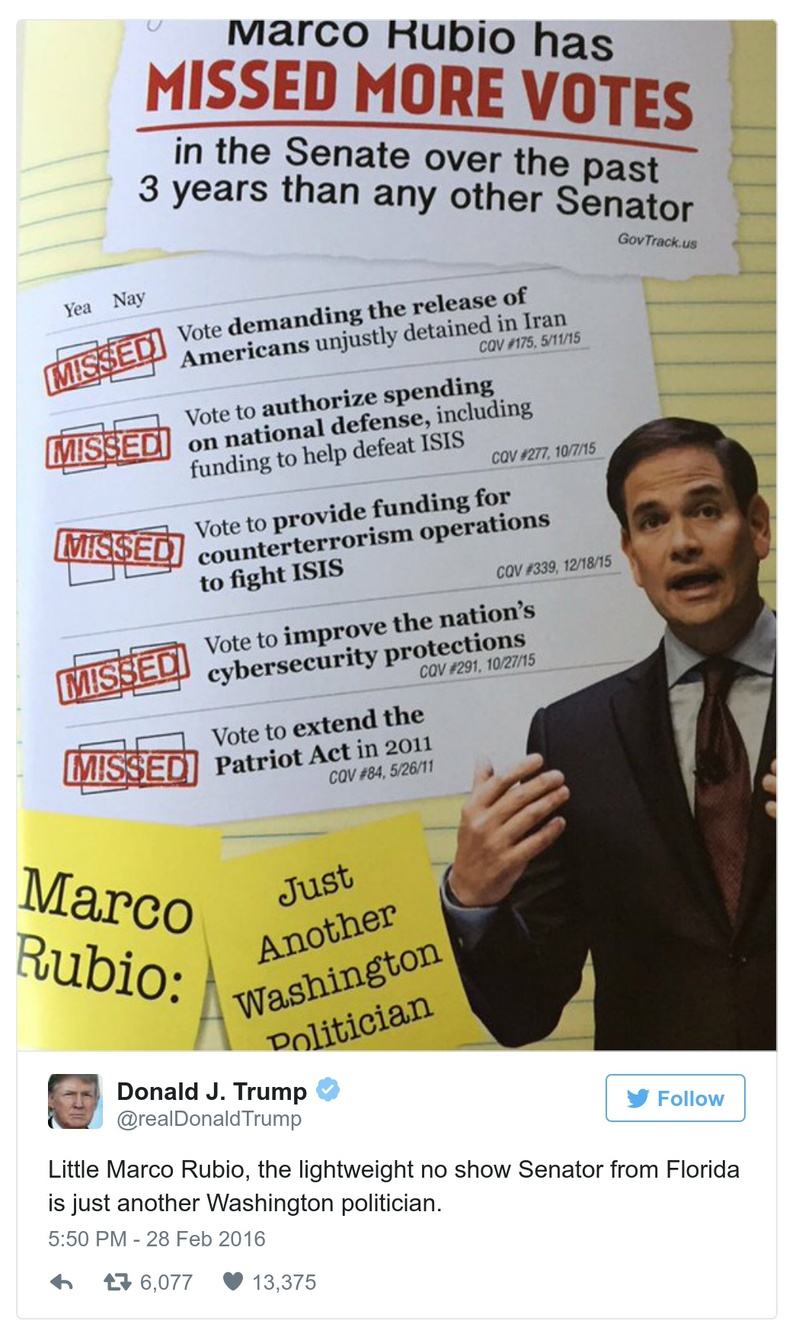 Marco Rubio has
MISSED MORE VOTES
in the Senate over the past
3 years than any other Senator
GovTrack.us
Yea Nay
MISSED
Vote demanding the release of
Americans unjustly detained in Iran
CQV #175, 5/11/15
MISSED
Vote to authorize spending
on national defense, including
funding to help defeat ISIS
CQV #277, 10/7/15
MISSED
Vote to provide funding for
counterterrorism operations
to fight ISIS
CQV #339, 12/18/15
MISSED
Vote to improve the nation's
cybersecurity protections
CQV #291, 10/27/15
MISSED
Vote to extend the
Patriot Act in 2011
CQV #84, 5/26/11
Marco
Rubio:
Just
Another
Washington
Politician
Donald J. Trump
@realDonaldTrump
Follow
Little Marco Rubio, the lightweight no show Senator from Florida
is just another Washington politician.
5:50 PM - 28 Feb 2016
6,077 13,375